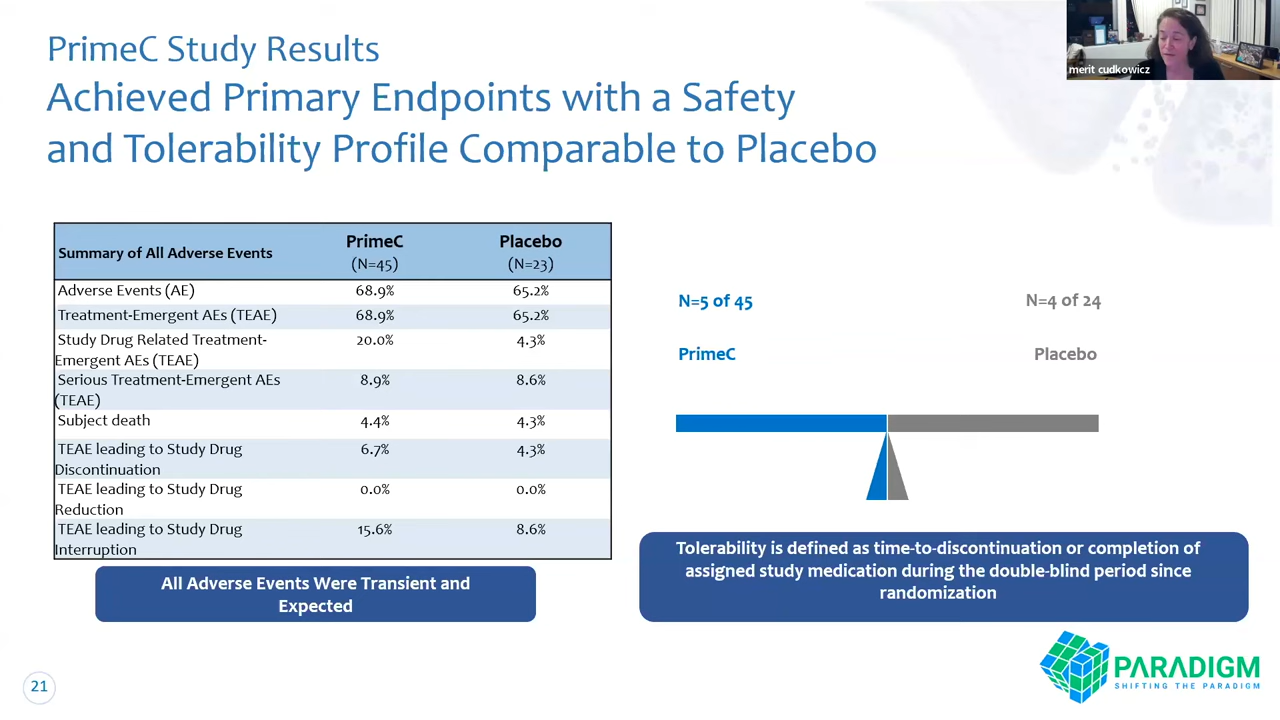 PrimeC Study Results
Achieved Primary Endpoints with a Safety
and Tolerability Profile Comparable to Placebo
merit cudkowicz
Summary of All Adverse Events PrimeC (N=45) Placebo (N=23)
Adverse Events (AE) 68.9% 65.2%
Treatment-Emergent AEs (TEAE) 68.9% 65.2%
Study Drug Related Treatment- 20.0% 4.3%
Emergent AEs (TEAE)
Serious Treatment-Emergent AEs 8.9% 8.6%
(TEAE)
Subject death 4.4% 4.3%
TEAE leading to Study Drug 6.7% 4.3%
Discontinuation
TEAE leading to Study Drug 0.0% 0.0%
Reduction
TEAE leading to Study Drug 15.6% 8.6%
Interruption
All Adverse Events Were Transient and
Expected
N=5 of 45 N=4 of 24
PrimeC Placebo
Tolerability is defined as time-to-discontinuation or completion of
assigned study medication during the double-blind period since
randomization
21
PARADIGM
SHIFTING THE PARADIGM